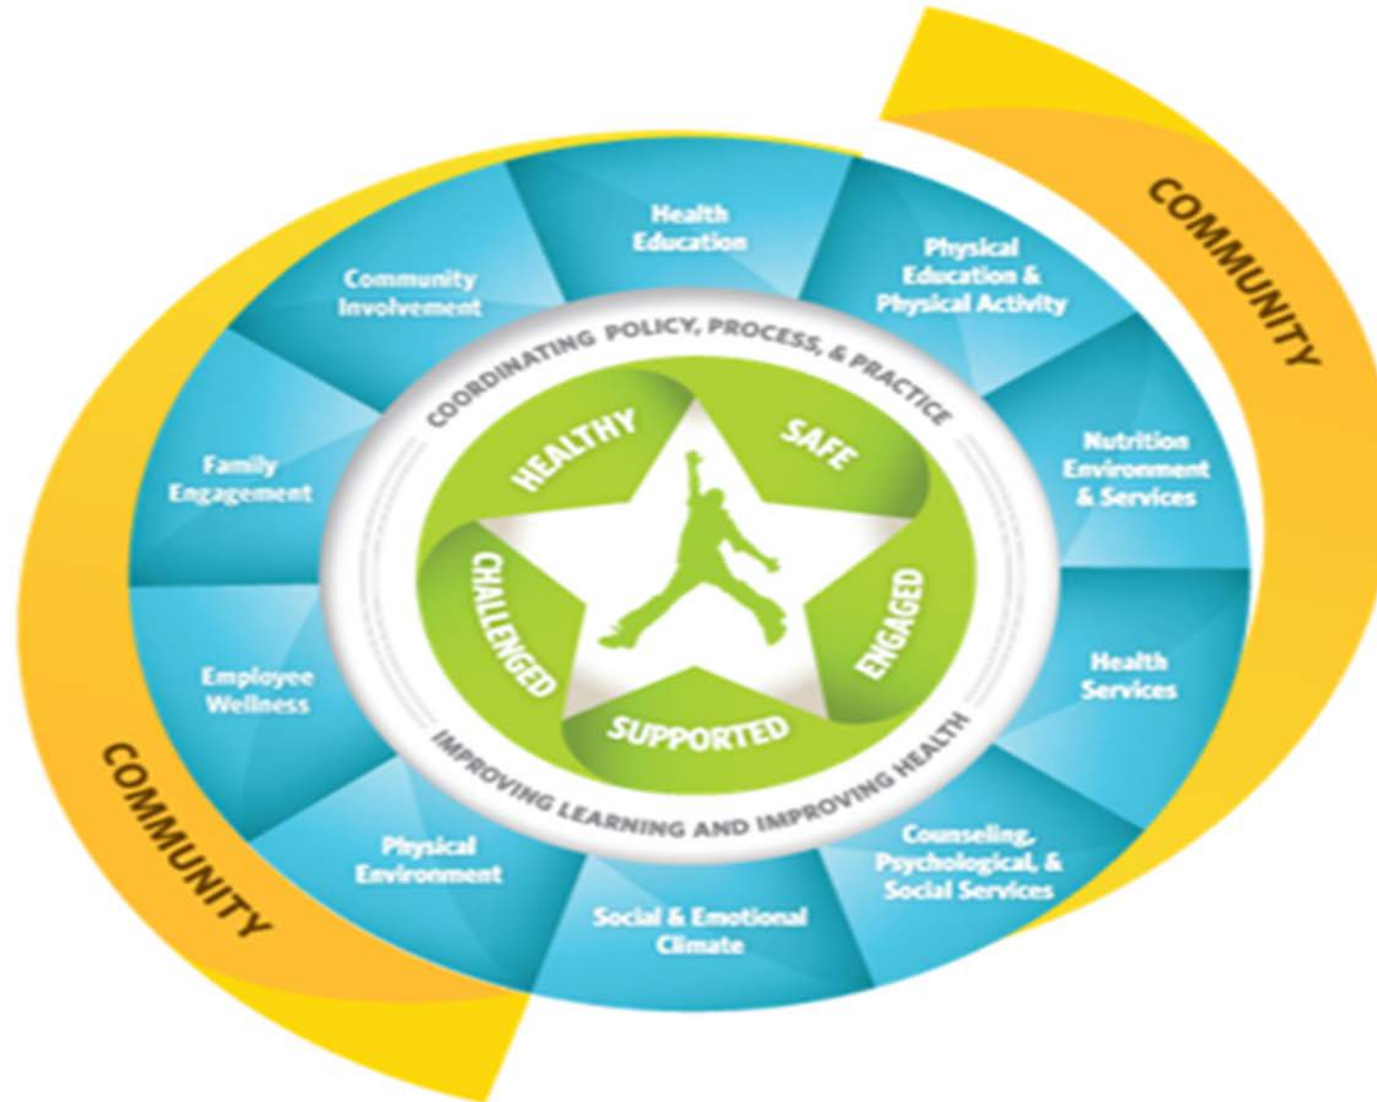 COMMUNITY
Health
Education
Physical
Education &
Physical Activity
Nutrition
Environment
& Services
Health
Services
Counseling,
Psychological, &
Social Services
Social & Emotional
Climate
Physical
Environment
Employee
Wellness
Family
Engagement
Community
Involvement
COORDINATING POLICY, PROCESS, & PRACTICE
IMPROVING LEARNING AND IMPROVING HEALTH
HEALTHY
SAFE
ENGAGED
SUPPORTED
CHALLENGED
COMMUNITY